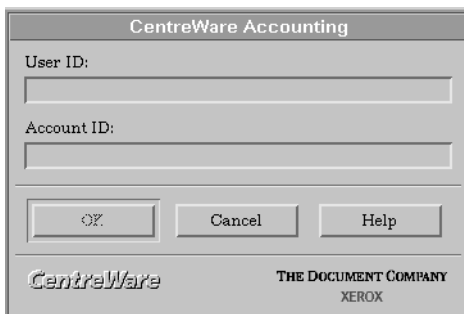 CentreWare Accounting
User ID:
Account ID:
OK Cancel Help
CentreWare THE DOCUMENT COMPANY
XEROX